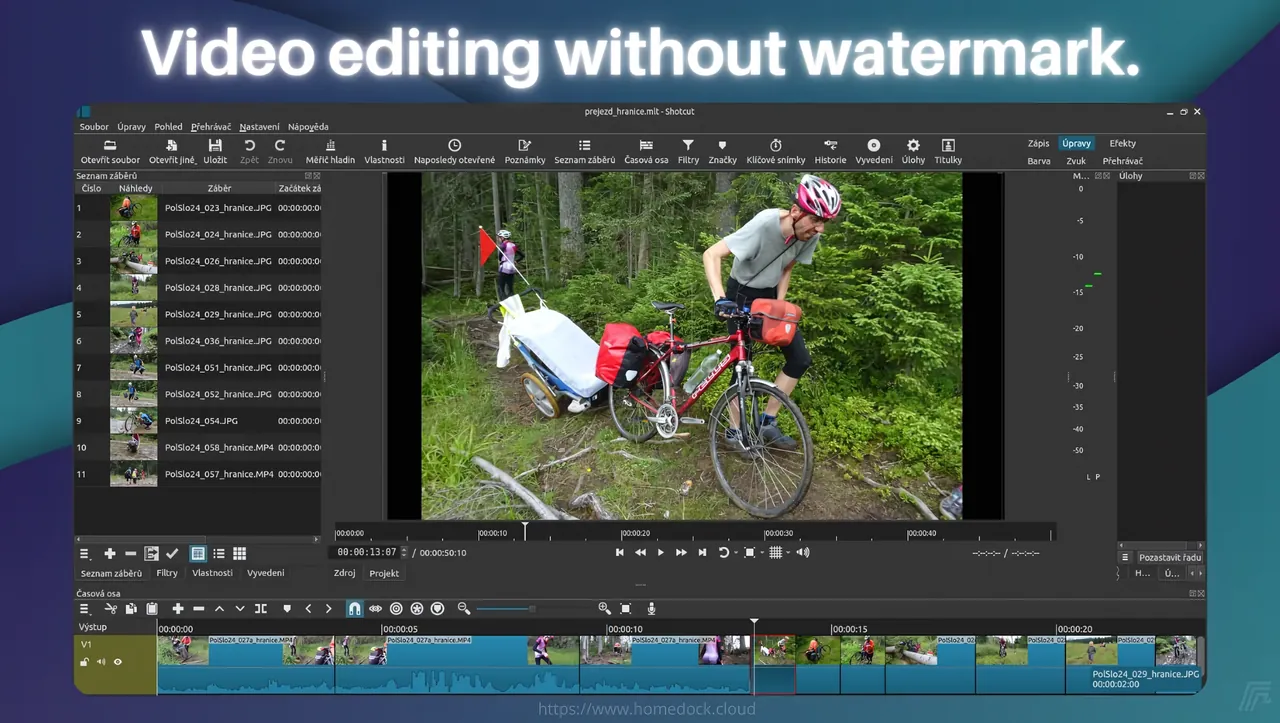 Video editing without watermark.
prejezd_hranice.mlt - Shotcut
Soubor Úpravy Pohled Přehrávač Nastavení Nápověda
Otevřít soubor Otevřít jiné. Uložit Zpět Znovu Měřič hladin Vlastnosti Naposledy otevřené Poznámky Seznam záběrů Časová osa Filtry Značky Klíčové snímky Historie Vyvedení Úlohy Titulky
Zápis Úpravy Efekty
Barva Zvuk Přehrávač
Seznam záběrů
Číslo Náhledy Záběr Začátek zá
1 PolSlo24_023_hranice.JPG 00:00:00:0
2 PolSlo24_024_hranice.JPG 00:00:00:0
3 PolSlo24_026_hranice.JPG 00:00:00:0
4 PolSlo24_028_hranice.JPG 00:00:00:0
5 PolSlo24_029_hranice.JPG 00:00:00:0
6 PolSlo24_036_hranice.JPG 00:00:00:0
7 PolSlo24_051_hranice.JPG 00:00:00:0
8 PolSlo24_052_hranice.JPG 00:00:00:0
9 PolSlo24_054.JPG 00:00:00:0
10 PolSlo24_058_hranice.MP4 00:00:00:0
11 PolSlo24_057_hranice.MP4 00:00:00:0
Seznam záběrů Filtry Vlastnosti Vyvedení
00:00:00 00:00:10 00:00:20 00:00:30 00:00:40
00:00:13:07 / 00:00:50:10
--:--:--:-- / --:--:--:--
Zdroj Projekt
M...
0
-5
-10
-15
-20
-25
-30
-35
-40
-50
L P
Úlohy
Pozastavit řadu
H... Ú...
Časová osa
Výstup
00:00:00 00:00:05 00:00:10 00:00:15 00:00:20
V1
PolSlo24_027a_hranice.MP4 PolSlo24_027a_hranice.MP4 PolSlo24_027a_hranice.MP4 PolSlo24_02 PolSlo24_02 PolSlo24_02
PolSlo24_029_hranice.JPG
00:00:02:00
https://www.homedock.cloud